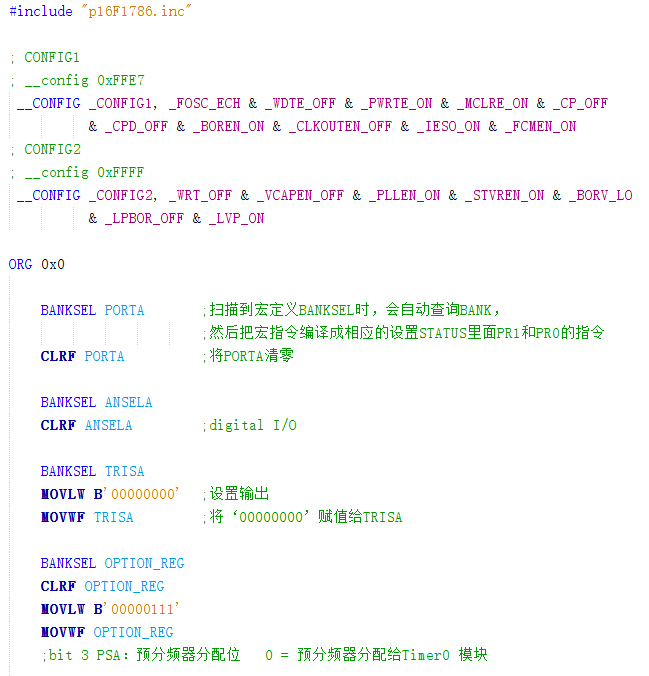 #include "p16F1786.inc"
; CONFIG1
; __config 0xFFE7
__CONFIG _CONFIG1, _FOSC_ECH & _WDTE_OFF & _PWRTE_ON & _MCLRE_ON & _CP_OFF
& _CPD_OFF & _BOREN_ON & _CLKOUTEN_OFF & _IESO_ON & _FCMEN_ON
; CONFIG2
; __config 0xFFFF
__CONFIG _CONFIG2, _WRT_OFF & _VCAPEN_OFF & _PLLEN_ON & _STVREN_ON & _BORV_LO
& _LPBOR_OFF & _LVP_ON
ORG 0x0
BANKSEL PORTA ;扫描到宏定义BANKSEL时，会自动查询BANK，
;然后把宏指令编译成相应的设置STATUS里面PR1和PR0的指令
CLRF PORTA ;将PORTA清零
BANKSEL ANSELA
CLRF ANSELA ;digital I/O
BANKSEL TRISA
MOVLW B'00000000' ;设置输出
MOVWF TRISA ;将‘00000000’赋值给TRISA
BANKSEL OPTION_REG
CLRF OPTION_REG
MOVLW B'00000111'
MOVWF OPTION_REG
;bit 3 PSA：预分频器分配位 0 = 预分频器分配给Timer0 模块